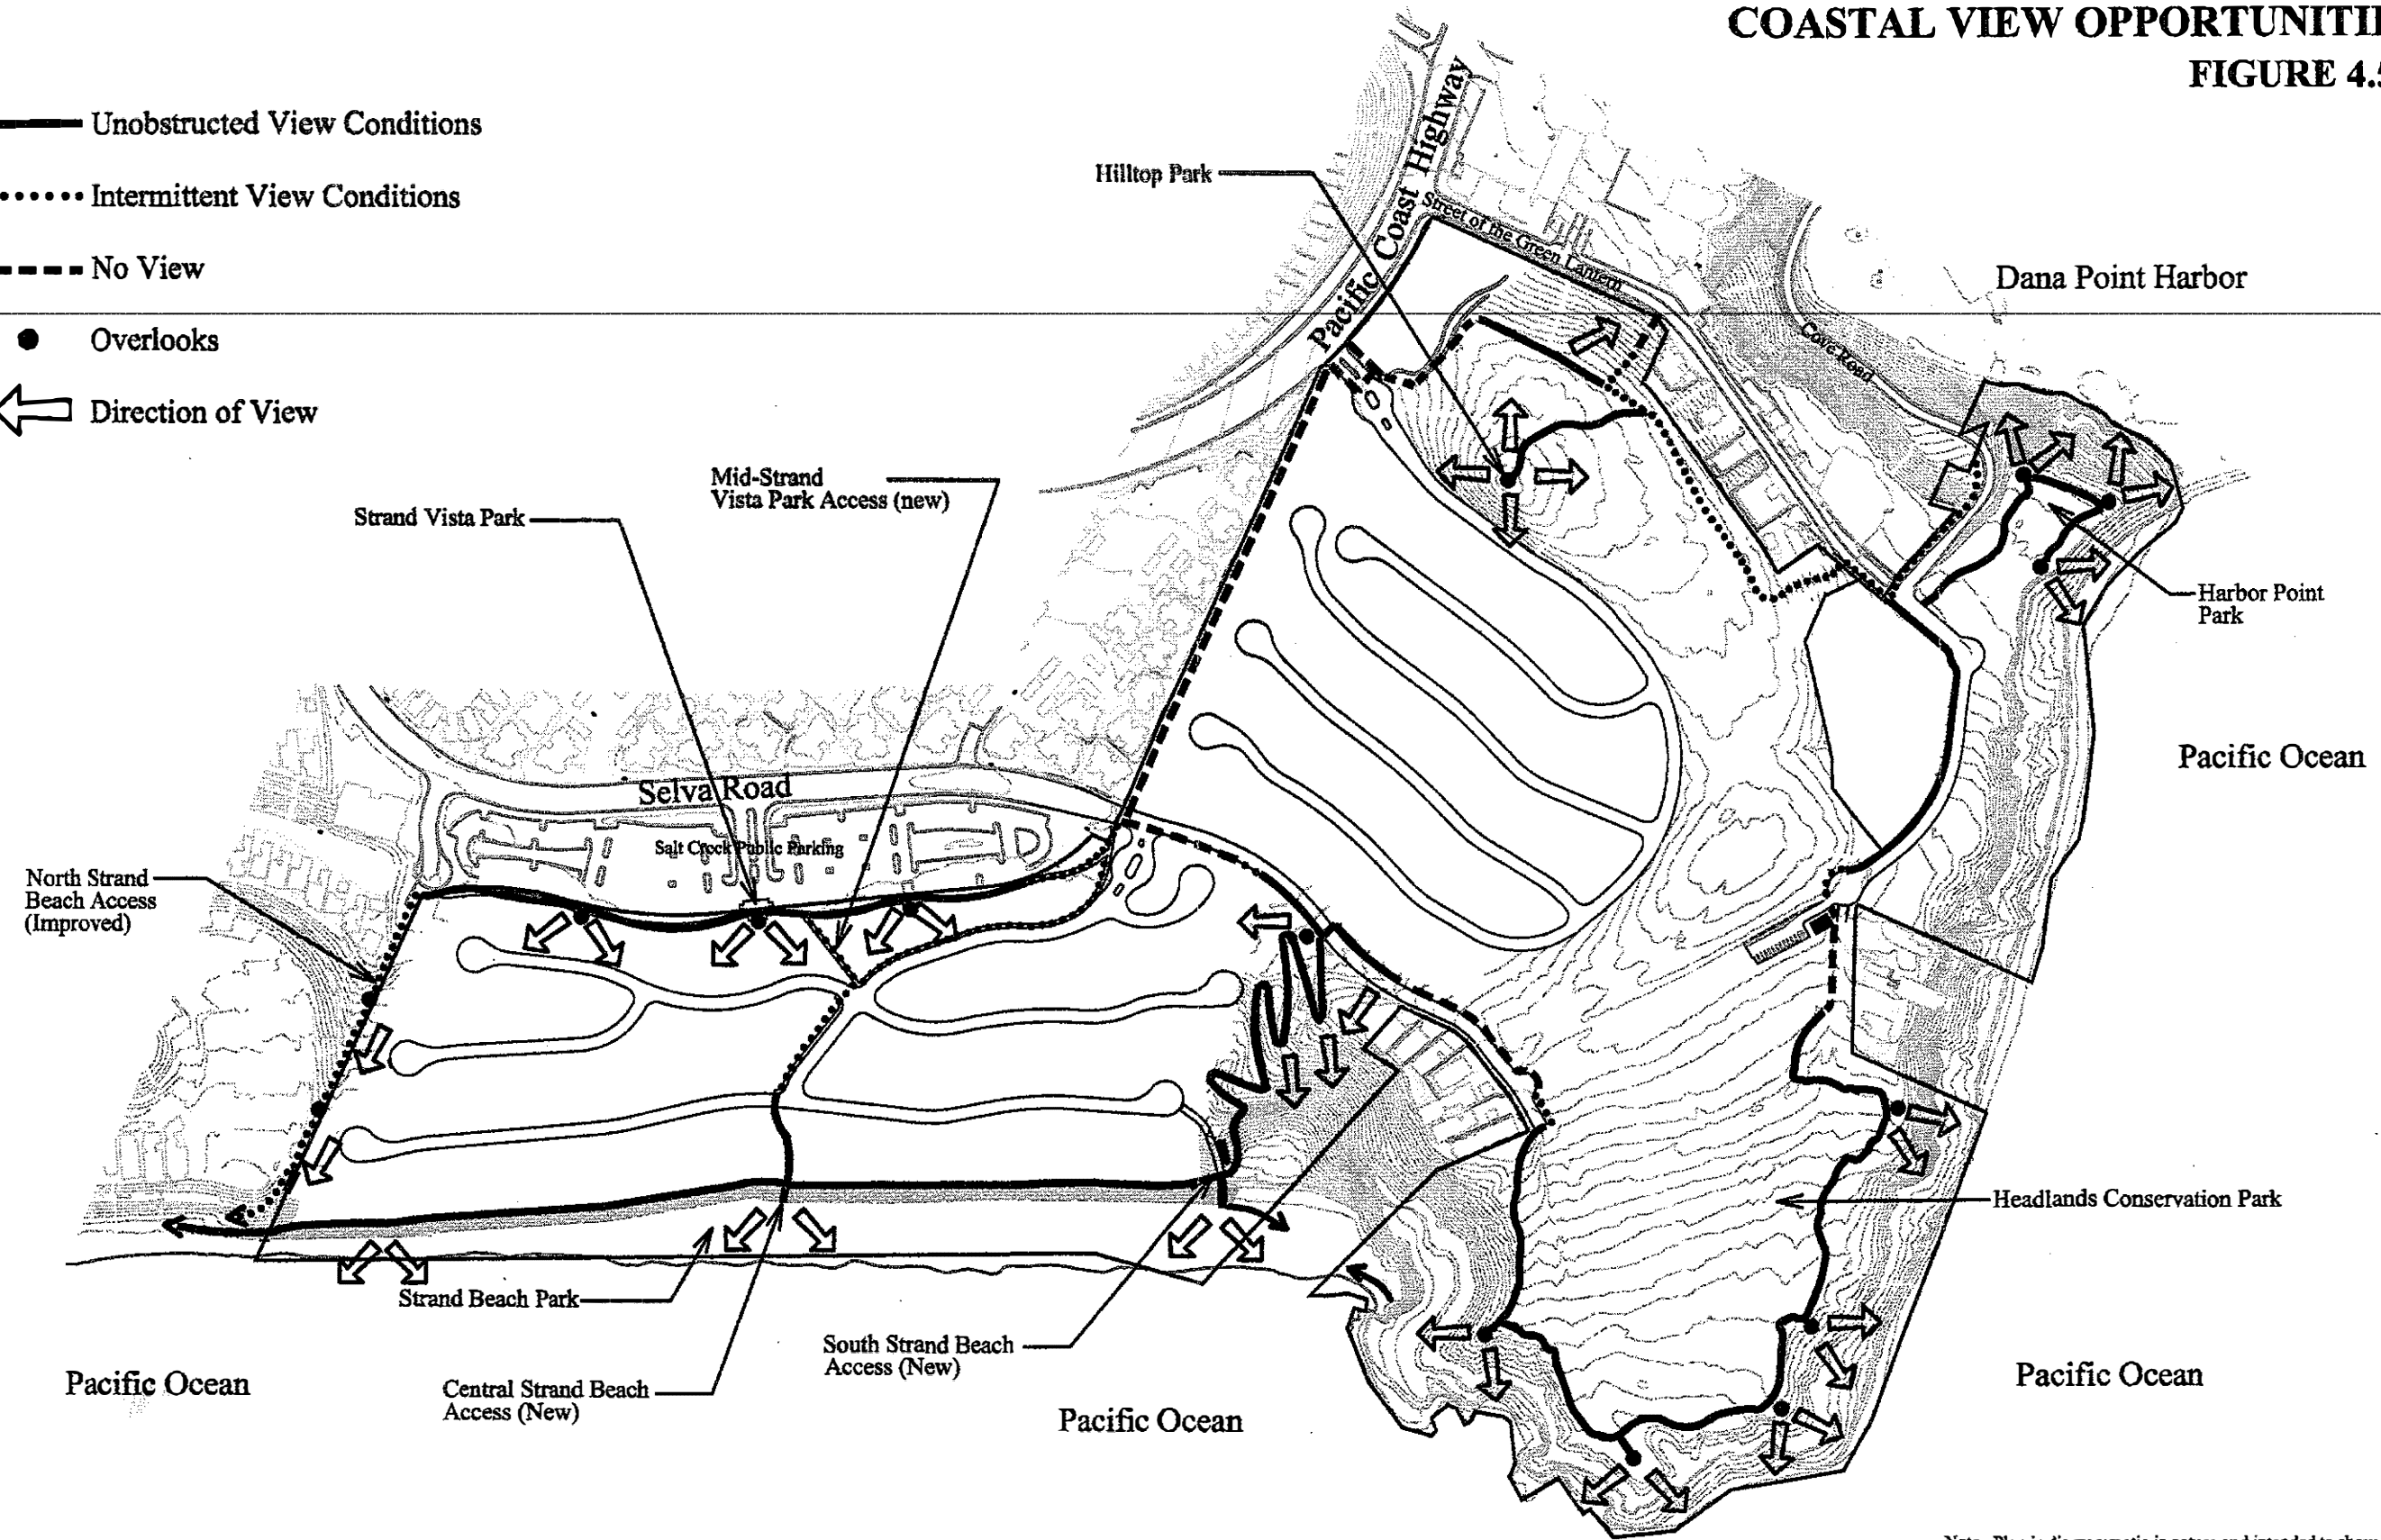 COASTAL VIEW OPPORTUNITI
FIGURE 4.5
Unobstructed View Conditions
Intermittent View Conditions
No View
Overlooks
Direction of View
Pacific Coast Highway
Hilltop Park
Street of the Green Lantern
Dana Point Harbor
Cove Road
Mid-Strand
Vista Park Access (new)
Strand Vista Park
Harbor Point
Park
Pacific Ocean
Selva Road
Salt Creek Public Parking
North Strand
Beach Access
(Improved)
Headlands Conservation Park
Strand Beach Park
South Strand Beach
Access (New)
Central Strand Beach
Access (New)
Pacific Ocean
Pacific Ocean
Pacific Ocean